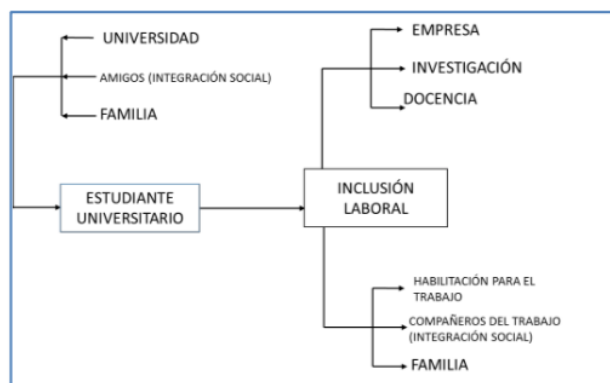 UNIVERSIDAD
AMIGOS (INTEGRACIÓN SOCIAL)
FAMILIA
EMPRESA
INVESTIGACIÓN
DOCENCIA
ESTUDIANTE
UNIVERSITARIO
INCLUSIÓN
LABORAL
HABILITACIÓN PARA EL
TRABAJO
COMPAÑEROS DEL TRABAJO
(INTEGRACIÓN SOCIAL)
FAMILIA